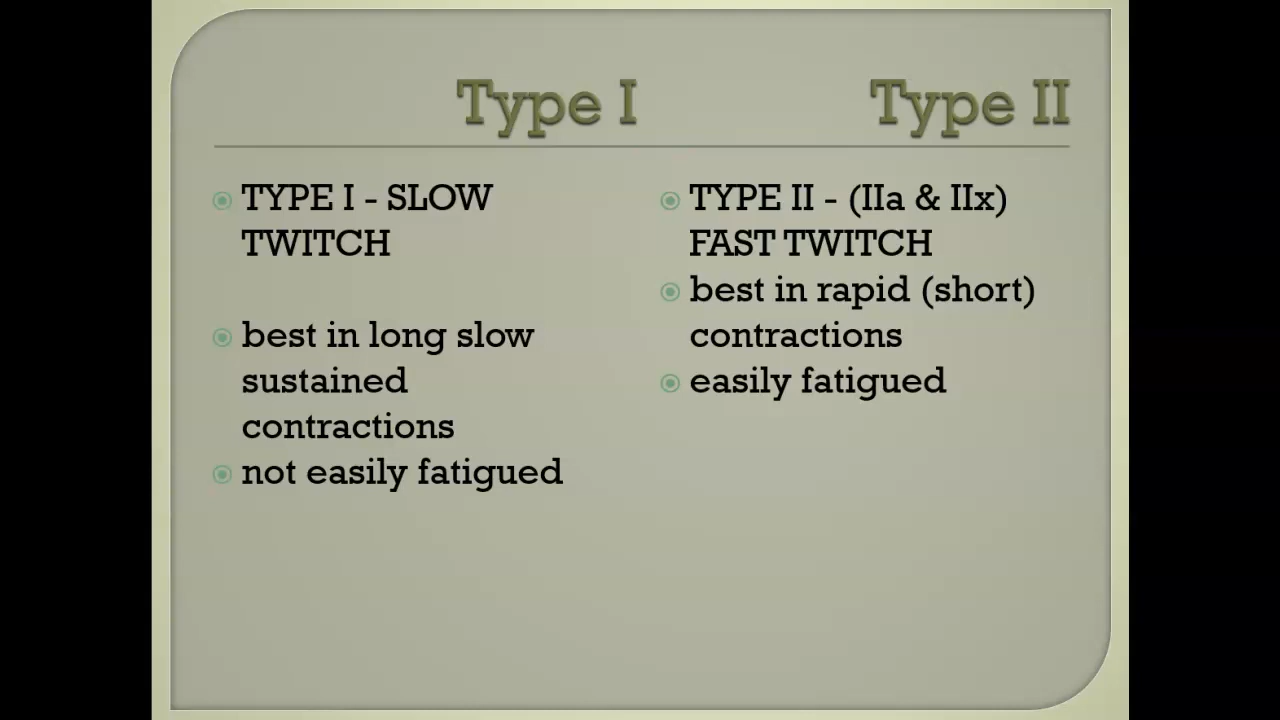 Type I Type II
TYPE I - SLOW
TWITCH
best in long slow
sustained
contractions
not easily fatigued
TYPE II - (IIa & IIx)
FAST TWITCH
best in rapid (short)
contractions
easily fatigued